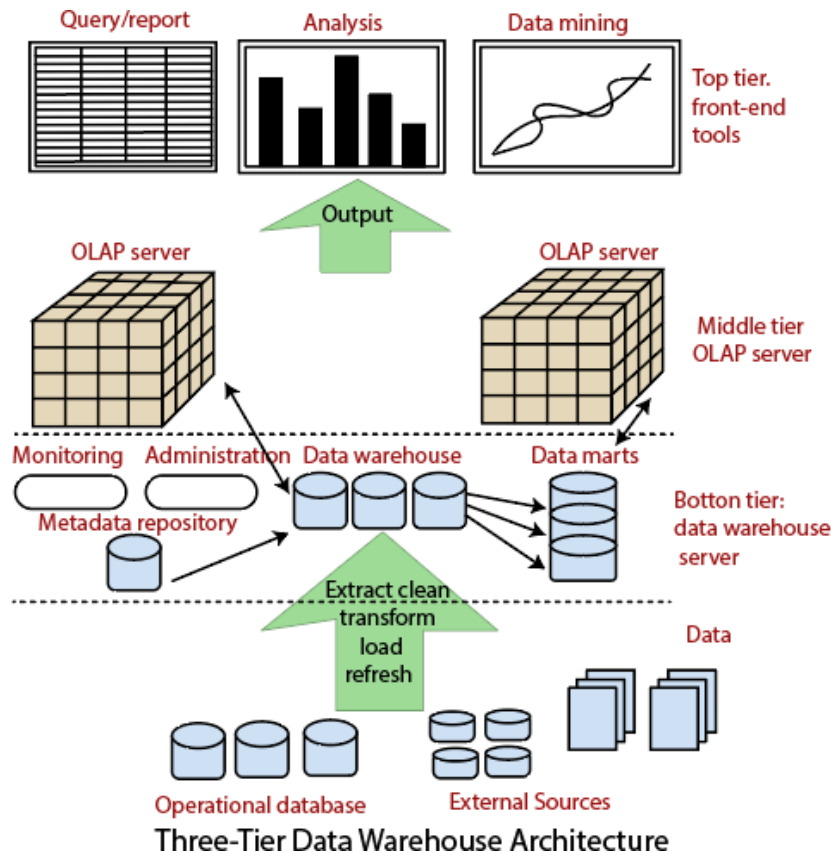 Query/report
Analysis
Data mining
Top tier.
front-end
tools
Output
OLAP server
OLAP server
Middle tier
OLAP server
Monitoring
Administration
Data warehouse
Data marts
Metadata repository
Botton tier:
data warehouse
server
Extract clean
transform
load
refresh
Data
Operational database
External Sources
Three-Tier Data Warehouse Architecture